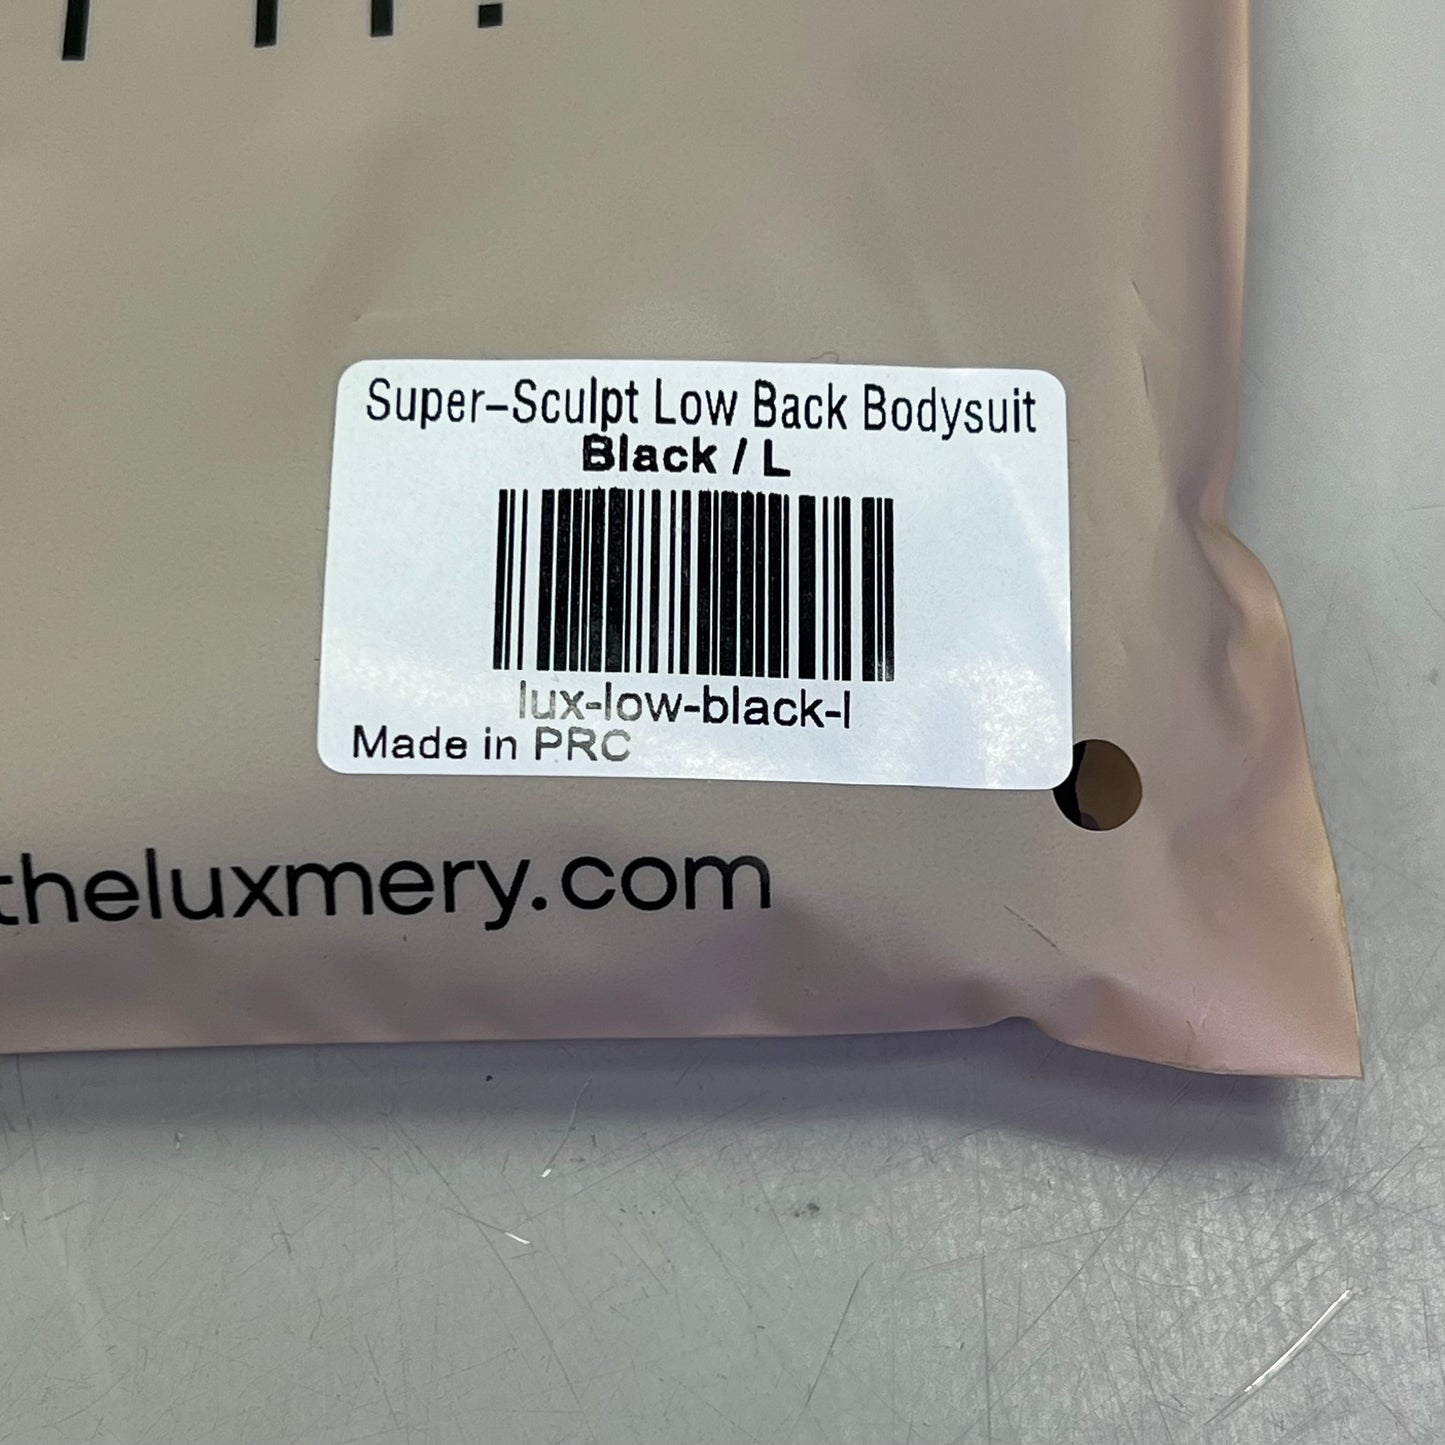 Super-Sculpt Low Back Bodysuit
Black / L
lux-low-black-l
Made in PRC
theluxmery.com